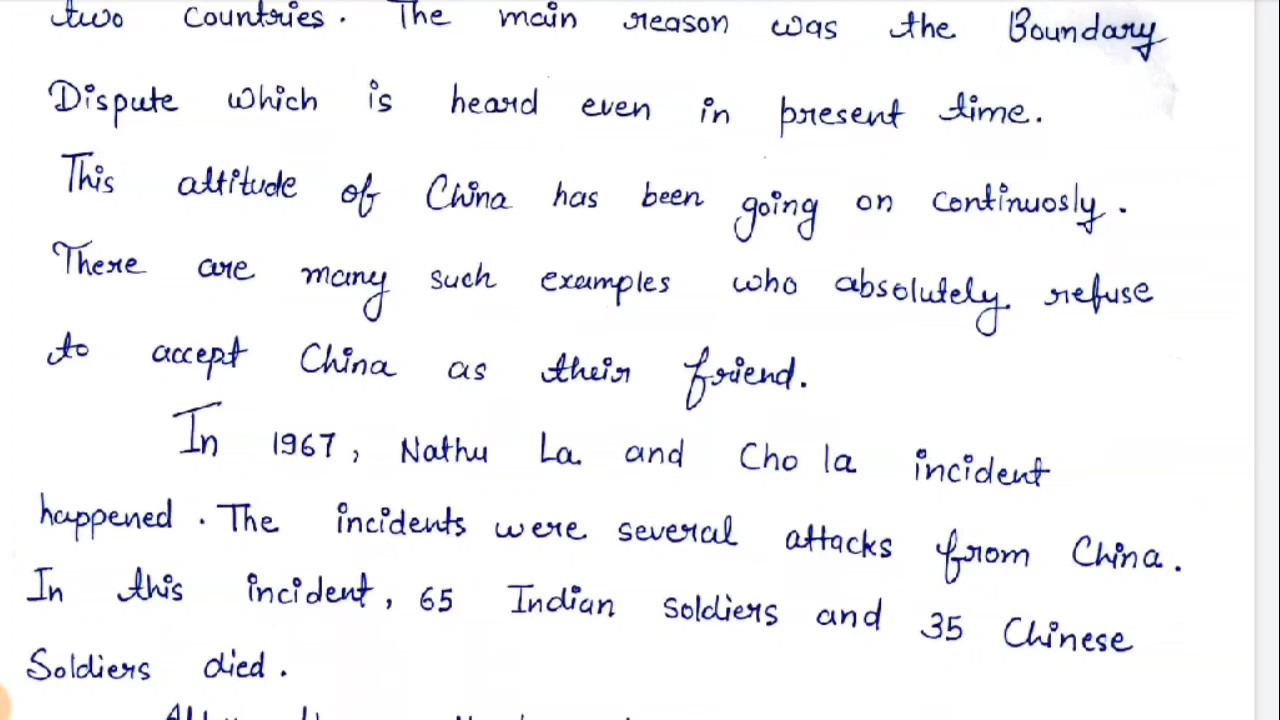 two Countries. The main reason was the Boundary
Dispute which is heard even in present time.
This attitude of China has been going on continuosly.
There are many such examples who absolutely refuse
to accept China as their friend.
In 1967, Nathu La and Cho la incident
happened. The incidents were several attacks from China.
In this incident, 65 Indian soldiers and 35 Chinese
Soldiers died.